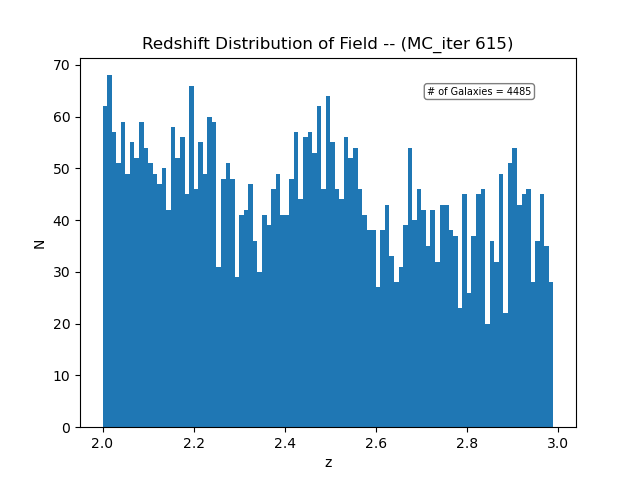 Redshift Distribution of Field -- (MC_iter 615)
# of Galaxies = 4485
70
60
50
40
30
20
10
0
N
2.0 2.2 2.4 2.6 2.8 3.0
z